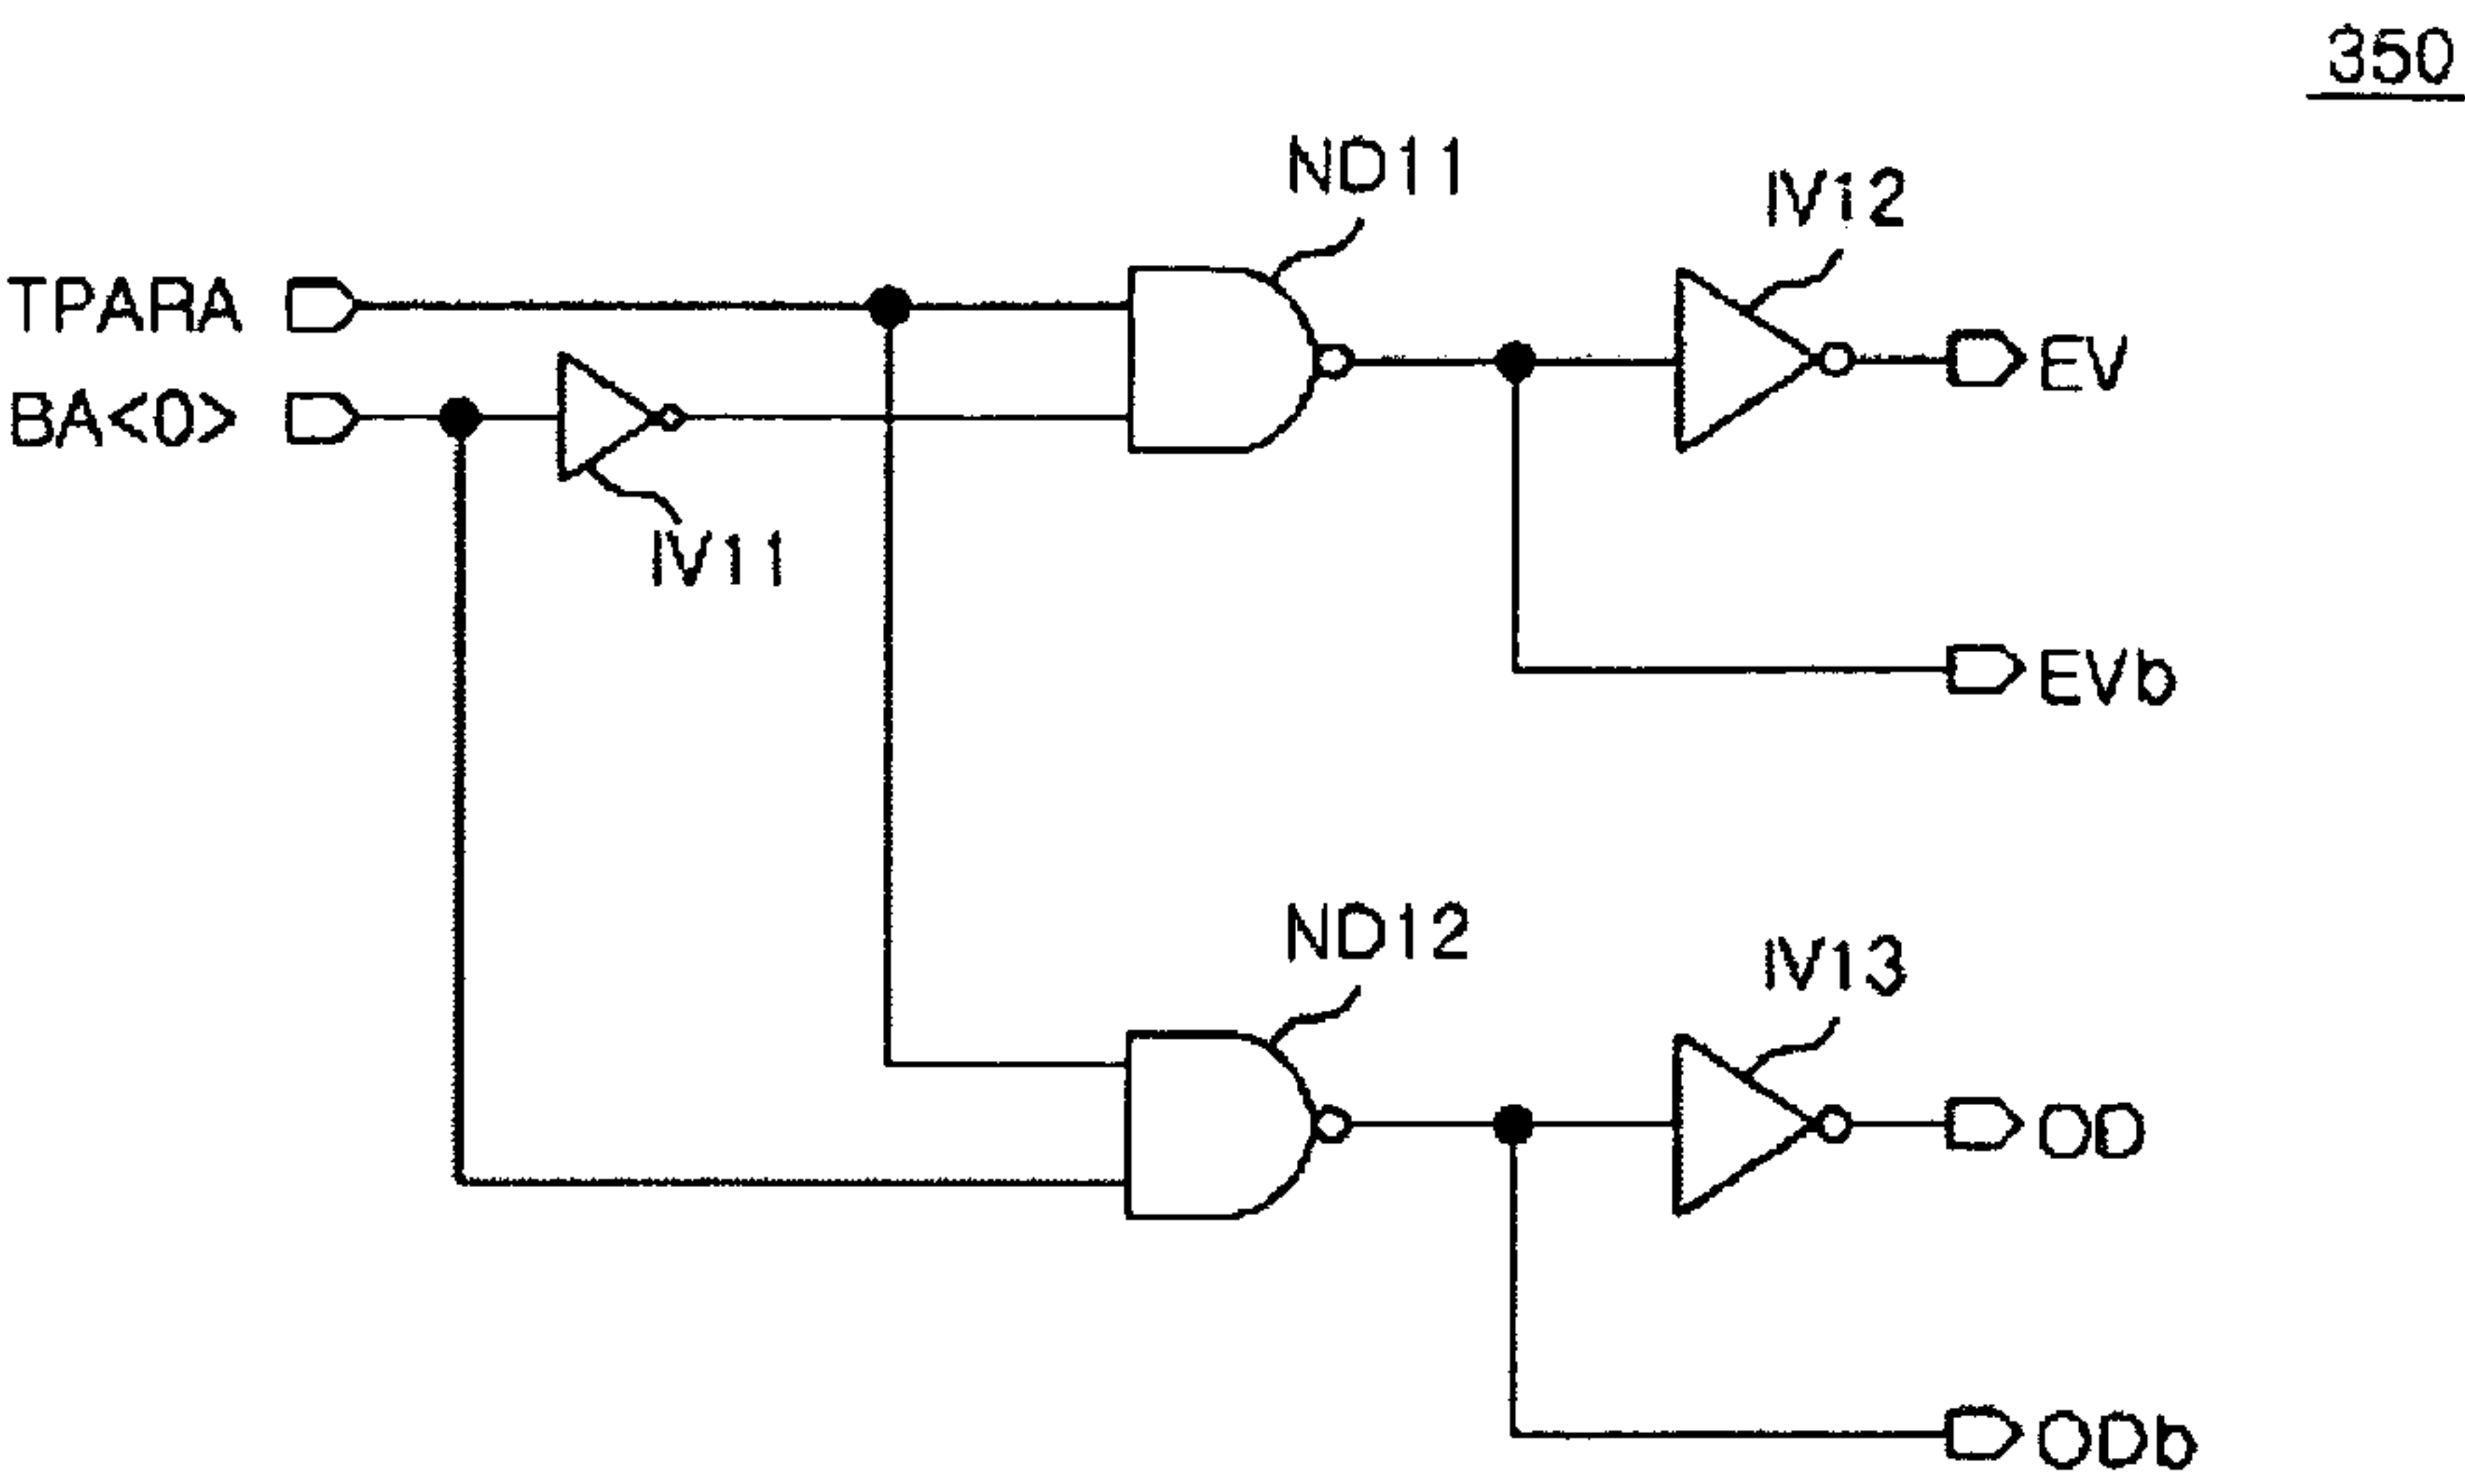 350
ND11
IV12
TPARA
BA<0>
EV
IV11
EVb
ND12
IV13
OD
ODb